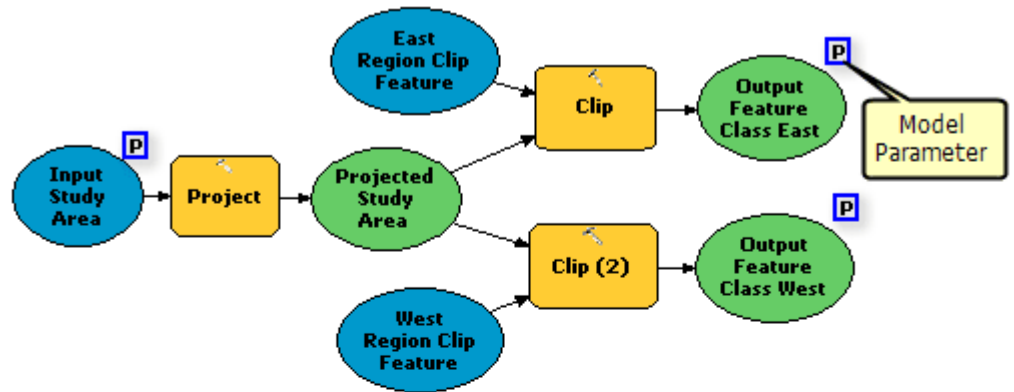 East
Region Clip
Feature
Clip
Output
Feature
Class East
P
Model
Parameter
Input
Study
Area
P
Project
Projected
Study
Area
Clip (2)
Output
Feature
Class West
P
West
Region Clip
Feature